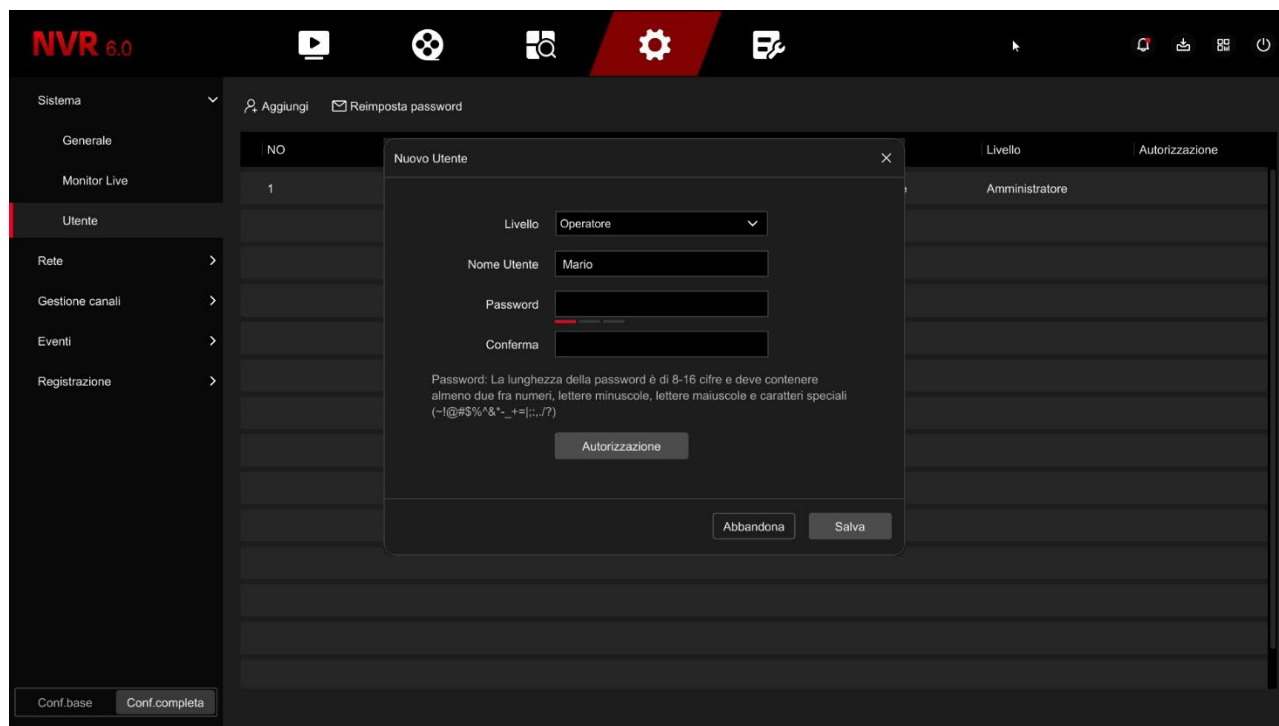 NVR 6.0
Sistema
Generale
Monitor Live
Utente
Rete
Gestione canali
Eventi
Registrazione
Conf.base Conf.completa
Aggiungi Reimposta password
NO Livello Autorizzazione
1 Amministratore
Nuovo Utente
Livello Operatore
Nome Utente Mario
Password
Conferma
Password: La lunghezza della password è di 8-16 cifre e deve contenere
almeno due fra numeri, lettere minuscole, lettere maiuscole e caratteri speciali
(~!@#$%^&*-_+=|;:,./?)
Autorizzazione
Abbandona Salva